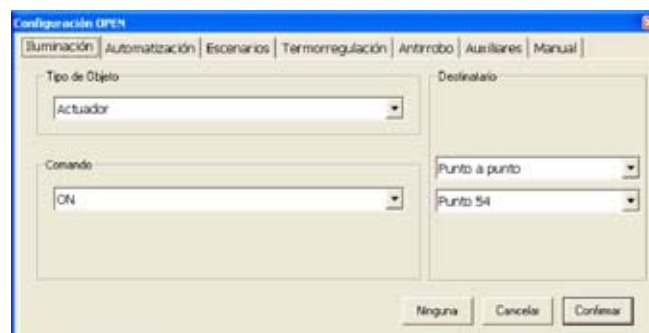 Configuración OPEN
Iluminación Automatización Escenarios Termorregulación Antirrobo Auxiliares Manual
Tipo de Objeto
Actuador
Destinatario
Comando
ON
Punto a punto
Punto 54
Ninguna Cancelar Confirmar